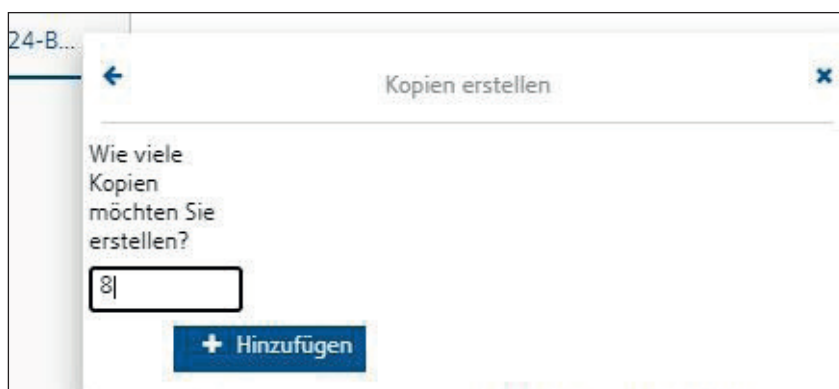 24-B...
Kopien erstellen
Wie viele
Kopien
möchten Sie
erstellen?
8
+ Hinzufügen